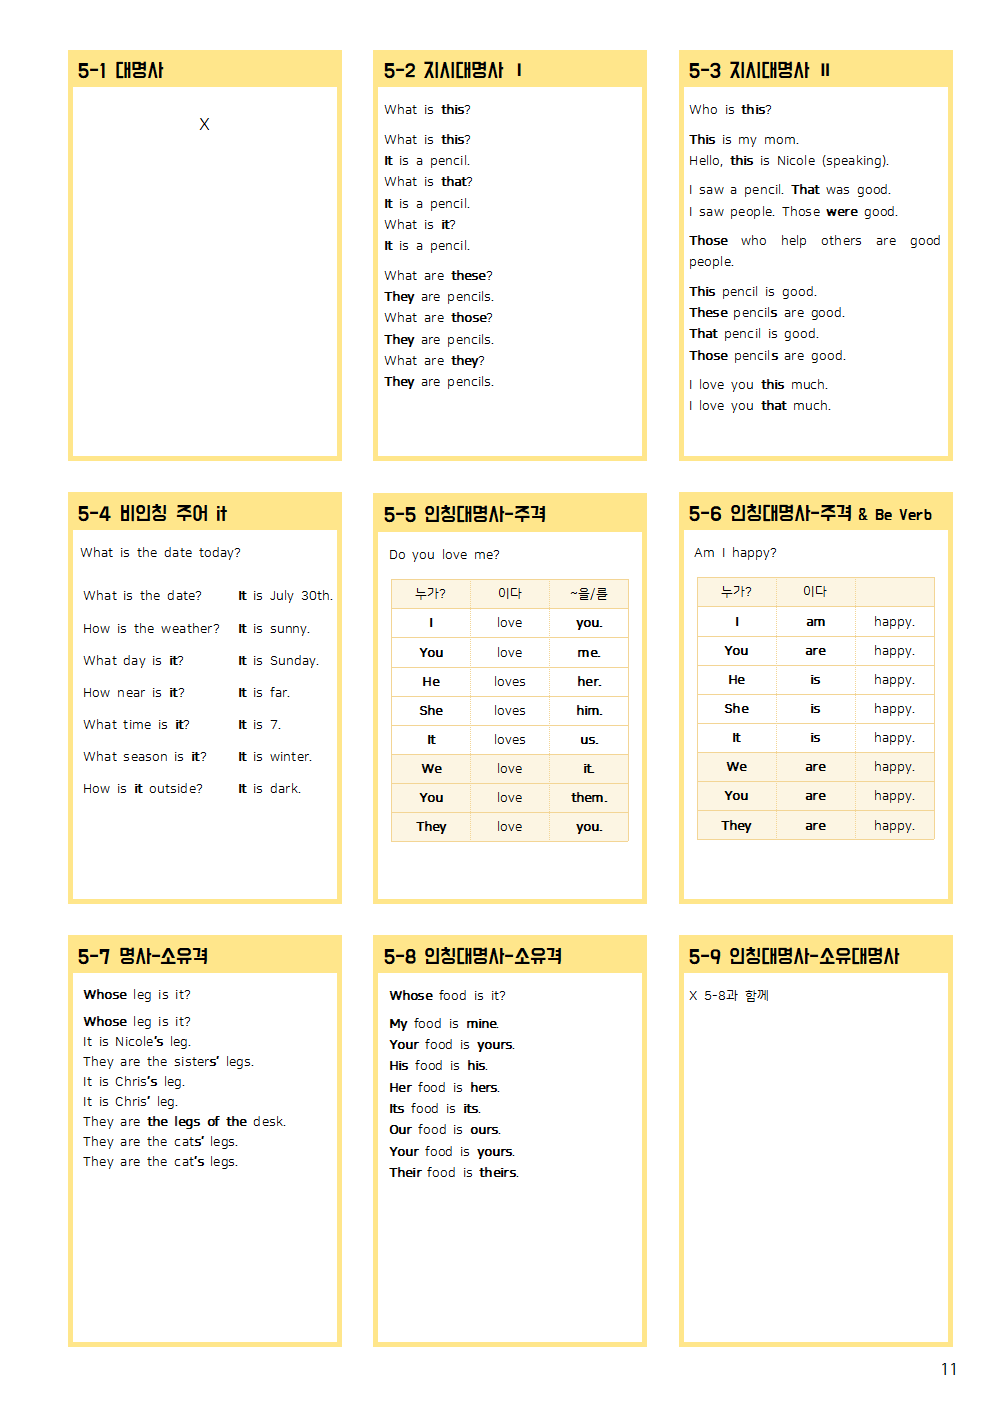 5-1 대명사
X
5-2 지시대명사 Ⅰ
What is this?
What is this?
It is a pencil.
What is that?
It is a pencil.
What is it?
It is a pencil.
What are these?
They are pencils.
What are those?
They are pencils.
What are they?
They are pencils.
5-3 지시대명사 Ⅱ
Who is this?
This is my mom.
Hello, this is Nicole (speaking).
I saw a pencil. That was good.
I saw people. Those were good.
Those who help others are good
people.
This pencil is good.
These pencils are good.
That pencil is good.
Those pencils are good.
I love you this much.
I love you that much.
5-4 비인칭 주어 it
What is the date today?
What is the date? It is July 30th.
How is the weather? It is sunny.
What day is it? It is Sunday.
How near is it? It is far.
What time is it? It is 7.
What season is it? It is winter.
How is it outside? It is dark.
5-5 인칭대명사-주격
Do you love me?
누가? 이다 ~을/를
I love you.
You love me.
He loves her.
She loves him.
It loves us.
We love it.
You love them.
They love you.
5-6 인칭대명사-주격 & Be Verb
Am I happy?
누가? 이다
I am happy.
You are happy.
He is happy.
She is happy.
It is happy.
We are happy.
You are happy.
They are happy.
5-7 명사-소유격
Whose leg is it?
Whose leg is it?
It is Nicole's leg.
They are the sisters' legs.
It is Chris's leg.
It is Chris' leg.
They are the legs of the desk.
They are the cats' legs.
They are the cat's legs.
5-8 인칭대명사-소유격
Whose food is it?
My food is mine.
Your food is yours.
His food is his.
Her food is hers.
Its food is its.
Our food is ours.
Your food is yours.
Their food is theirs.
5-9 인칭대명사-소유대명사
X 5-8과 함께
11